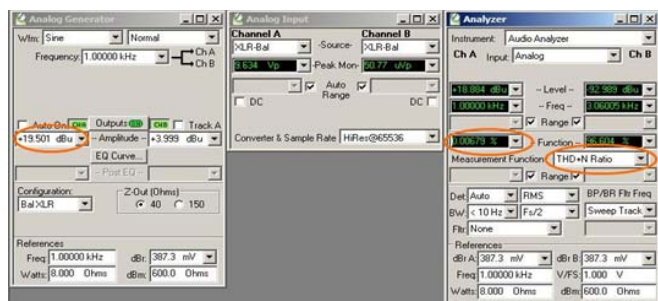 Analog Generator
Wfm: Sine Normal
Frequency: 1.00000 kHz Ch A
Ch B
Auto On CHA Outputs ON CHB Track A
+19.501 dBu - Amplitude - +3.999 dBu
EQ Curve...
- Post EQ -
Configuration: Z-Out (Ohms)
Bal XLR 40 150
References
Freq: 1.00000 kHz dBr: 387.3 mV
Watts: 8.000 Ohms dBm: 600.0 Ohms
Analog Input
Channel A Channel B
XLR-Bal -Source- XLR-Bal
9.634 Vp -Peak Mon- 50.77 uVp
Auto
Range
DC DC
Converter & Sample Rate HiRes@65536
Analyzer
Instrument: Audio Analyzer
Ch A Input: Analog Ch B
+18.884 dBu -- Level -- -92.989 dBu
1.00000 kHz -- Freq -- 3.06005 kHz
Range
0.00679 % -- Function -- 96.604 %
Measurement Function: THD+N Ratio
Range
Det: Auto RMS BP/BR Fltr Freq
BW: < 10 Hz Fs/2 Sweep Track
Fltr: None
References
dBr A: 387.3 mV dBr B: 387.3 mV
Freq: 1.00000 kHz V/FS: 1.000 V
Watts: 8.000 Ohms dBm: 600.0 Ohms